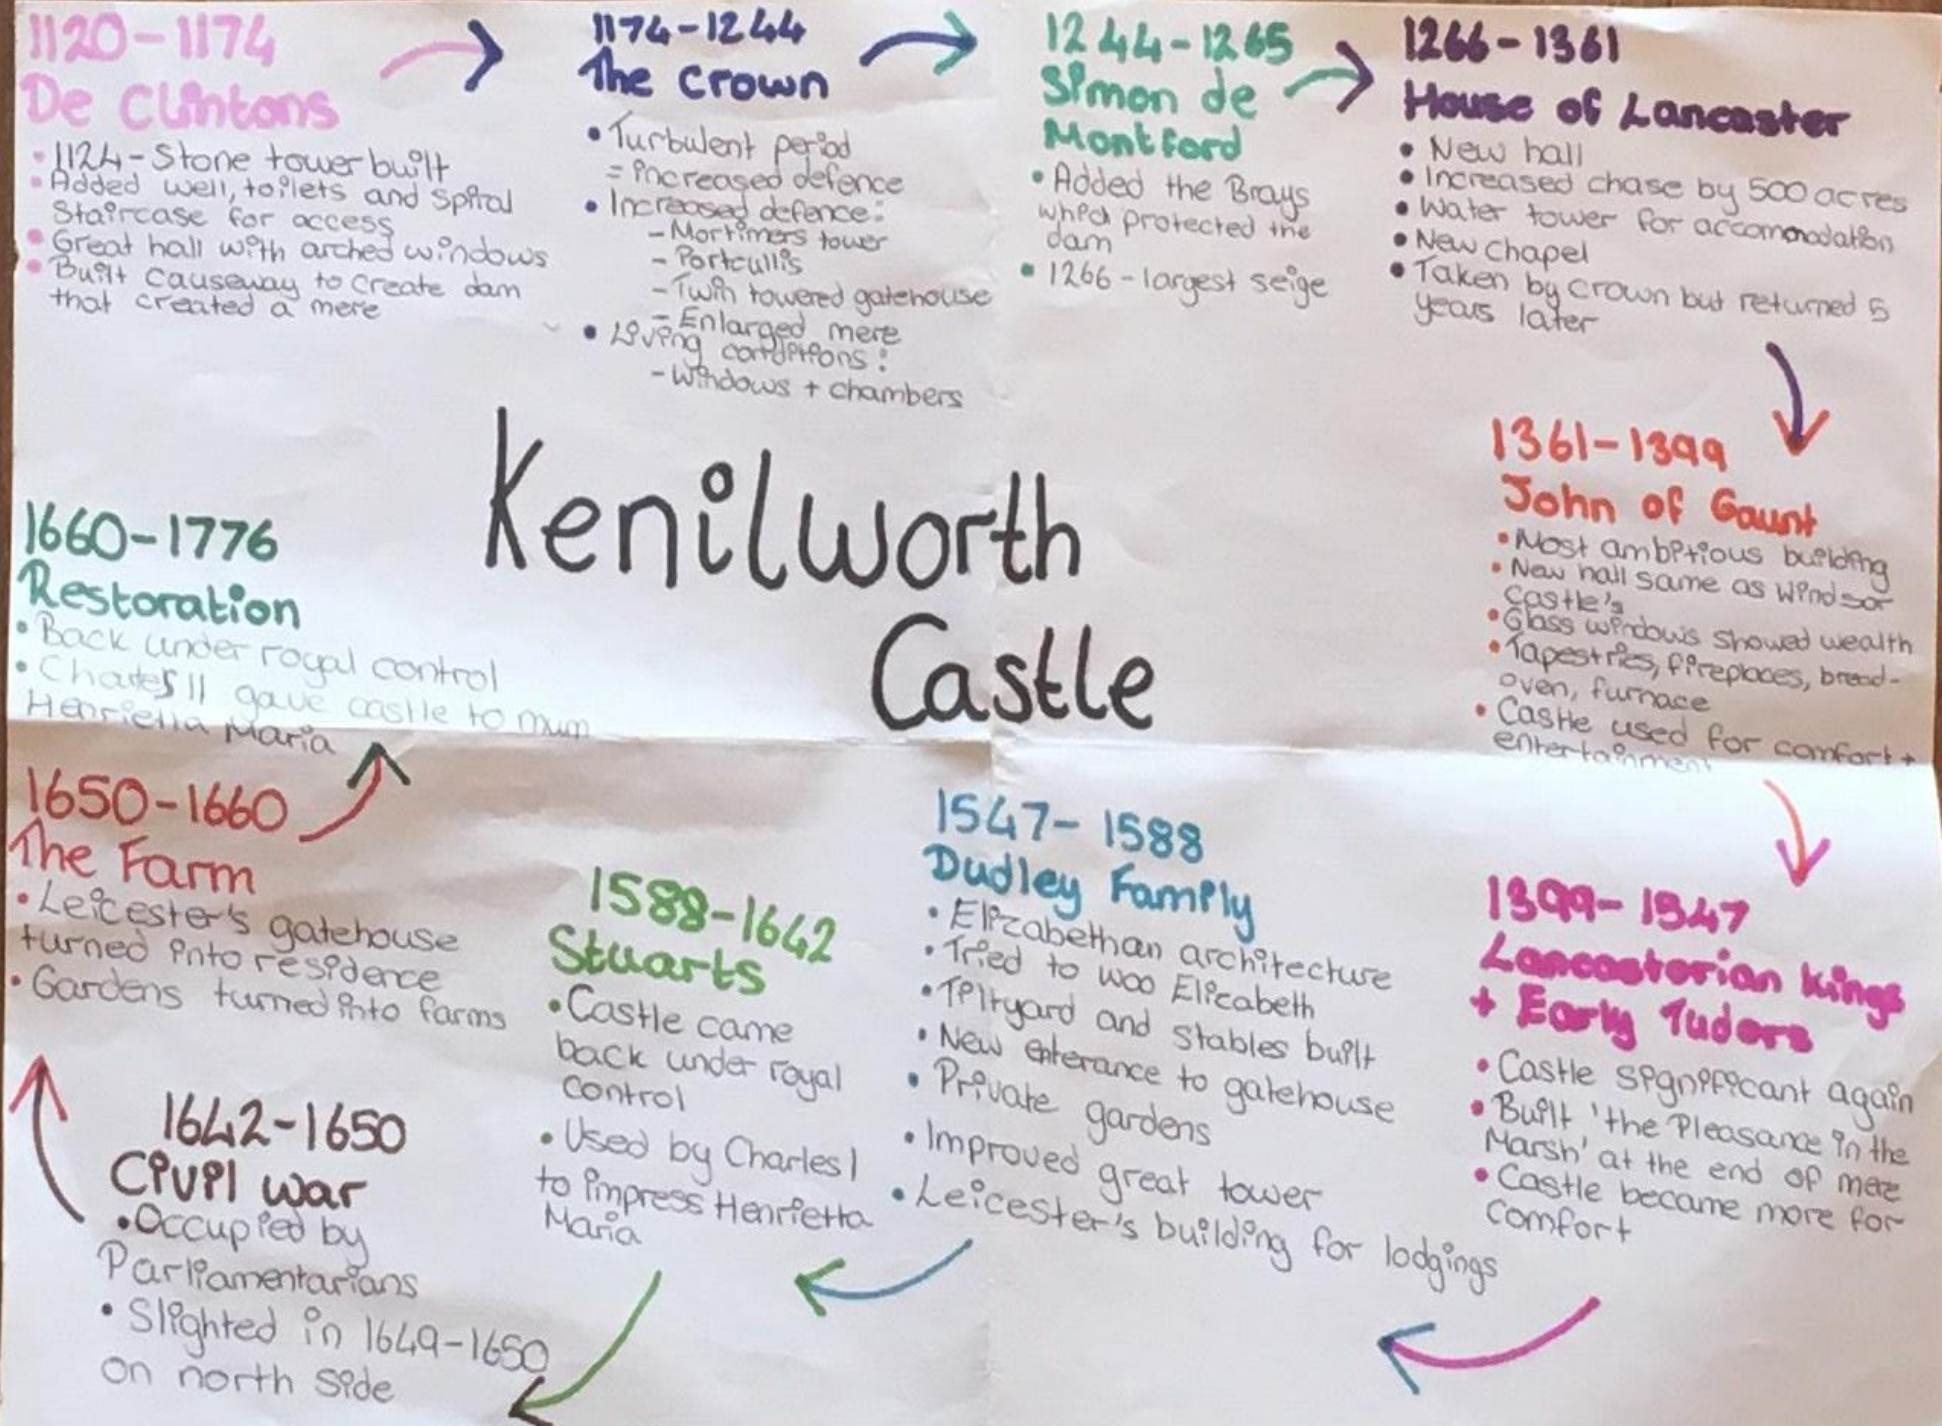 1120-1174
De Clintons
• 1124-Stone tower built
• Added well, toilets and spiral
staircase for access
• Great hall with arched windows
• Built causeway to create dam
that created a mere
1174-1244
The Crown
• Turbulent period
= increased defence
• Increased defence:
- Mortimers tower
- Portcullis
- Twin towered gatehouse
- Enlarged mere
• Living conditions:
- Windows + chambers
1244-1265
Simon de
Montford
• Added the Brays
which protected the
dam
• 1266-largest seige
1266-1361
House of Lancaster
• New hall
• Increased chase by 500 acres
• Water tower for accomodation
• New chapel
• Taken by crown but returned 5
years later
1361-1399
John of Gaunt
• Most ambitious building
• New hall same as Windsor
Castle's
• Glass windows showed wealth
• Tapestries, fireplaces, bread-
oven, furnace
• Castle used for comfort +
entertainment
Kenilworth
Castle
1399-1547
Lancastorian Kings
+ Early Tudors
• Castle significant again
• Built 'the Pleasance in the
Marsh' at the end of mere
• Castle became more for
comfort
1547-1588
Dudley Family
• Elizabethan architecture
• Tried to woo Elizabeth
• Tiltyard and stables built
• New enterance to gatehouse
• Private gardens
• Improved great tower
• Leicester's building for lodgings
1588-1642
Stuarts
• Castle came
back under royal
control
• Used by Charles I
to impress Henrietta
Maria
1642-1650
Civil war
• Occupied by
Parliamentarians
• Slighted in 1649-1650
on north side
1650-1660
The Farm
• Leicester's gatehouse
turned into residence
• Gardens turned into farms
1660-1776
Restoration
• Back under royal control
• Charles II gave castle to mum
Henrietta Maria